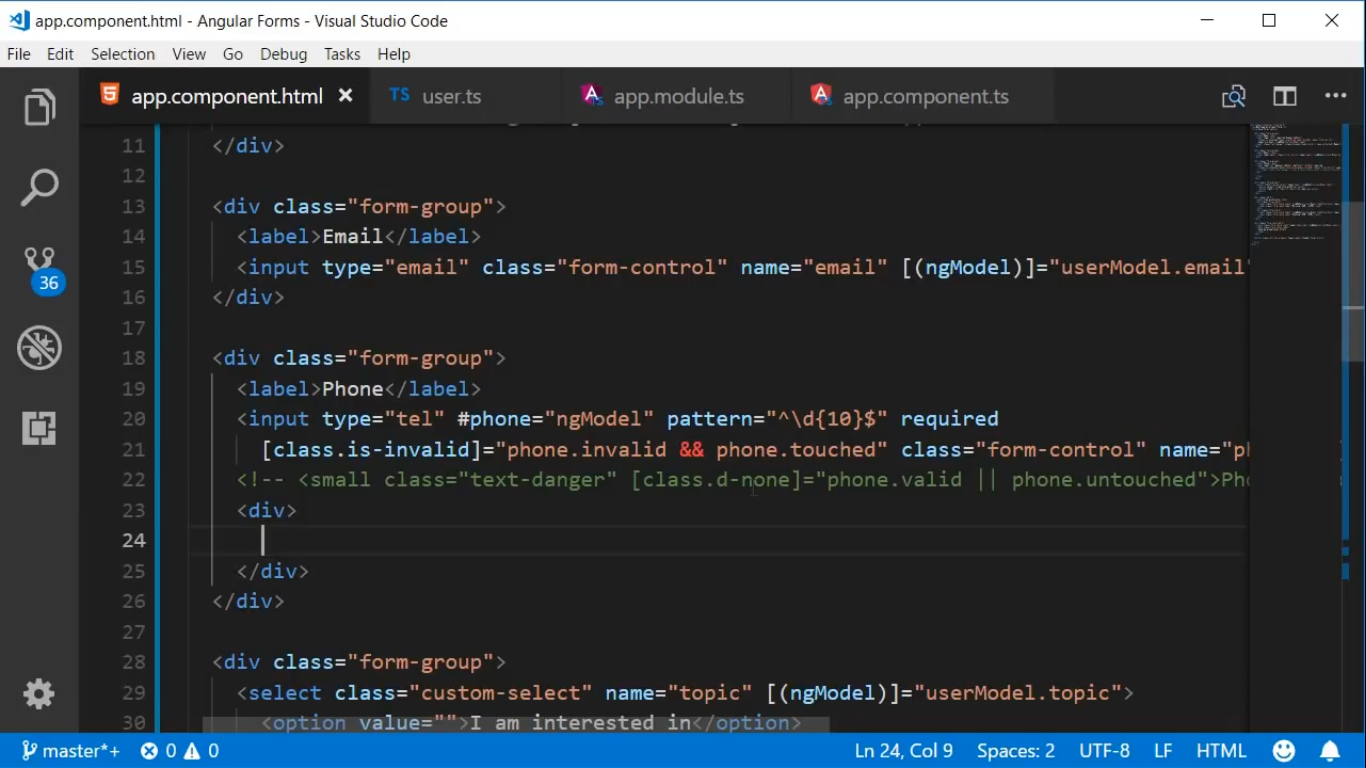 app.component.html - Angular Forms - Visual Studio Code
File Edit Selection View Go Debug Tasks Help
app.component.html TS user.ts app.module.ts app.component.ts
11 </div>
12
13 <div class="form-group">
14 <label>Email</label>
15 <input type="email" class="form-control" name="email" [(ngModel)]="userModel.email"
16 </div>
17
18 <div class="form-group">
19 <label>Phone</label>
20 <input type="tel" #phone="ngModel" pattern="^\d{10}$" required
21 [class.is-invalid]="phone.invalid && phone.touched" class="form-control" name="ph
22 <!-- <small class="text-danger" [class.d-none]="phone.valid || phone.untouched">Pho
23 <div>
24
25 </div>
26 </div>
27
28 <div class="form-group">
29 <select class="custom-select" name="topic" [(ngModel)]="userModel.topic">
30 <option value="">I am interested in</option>
36
master*+ 0 0 Ln 24, Col 9 Spaces: 2 UTF-8 LF HTML